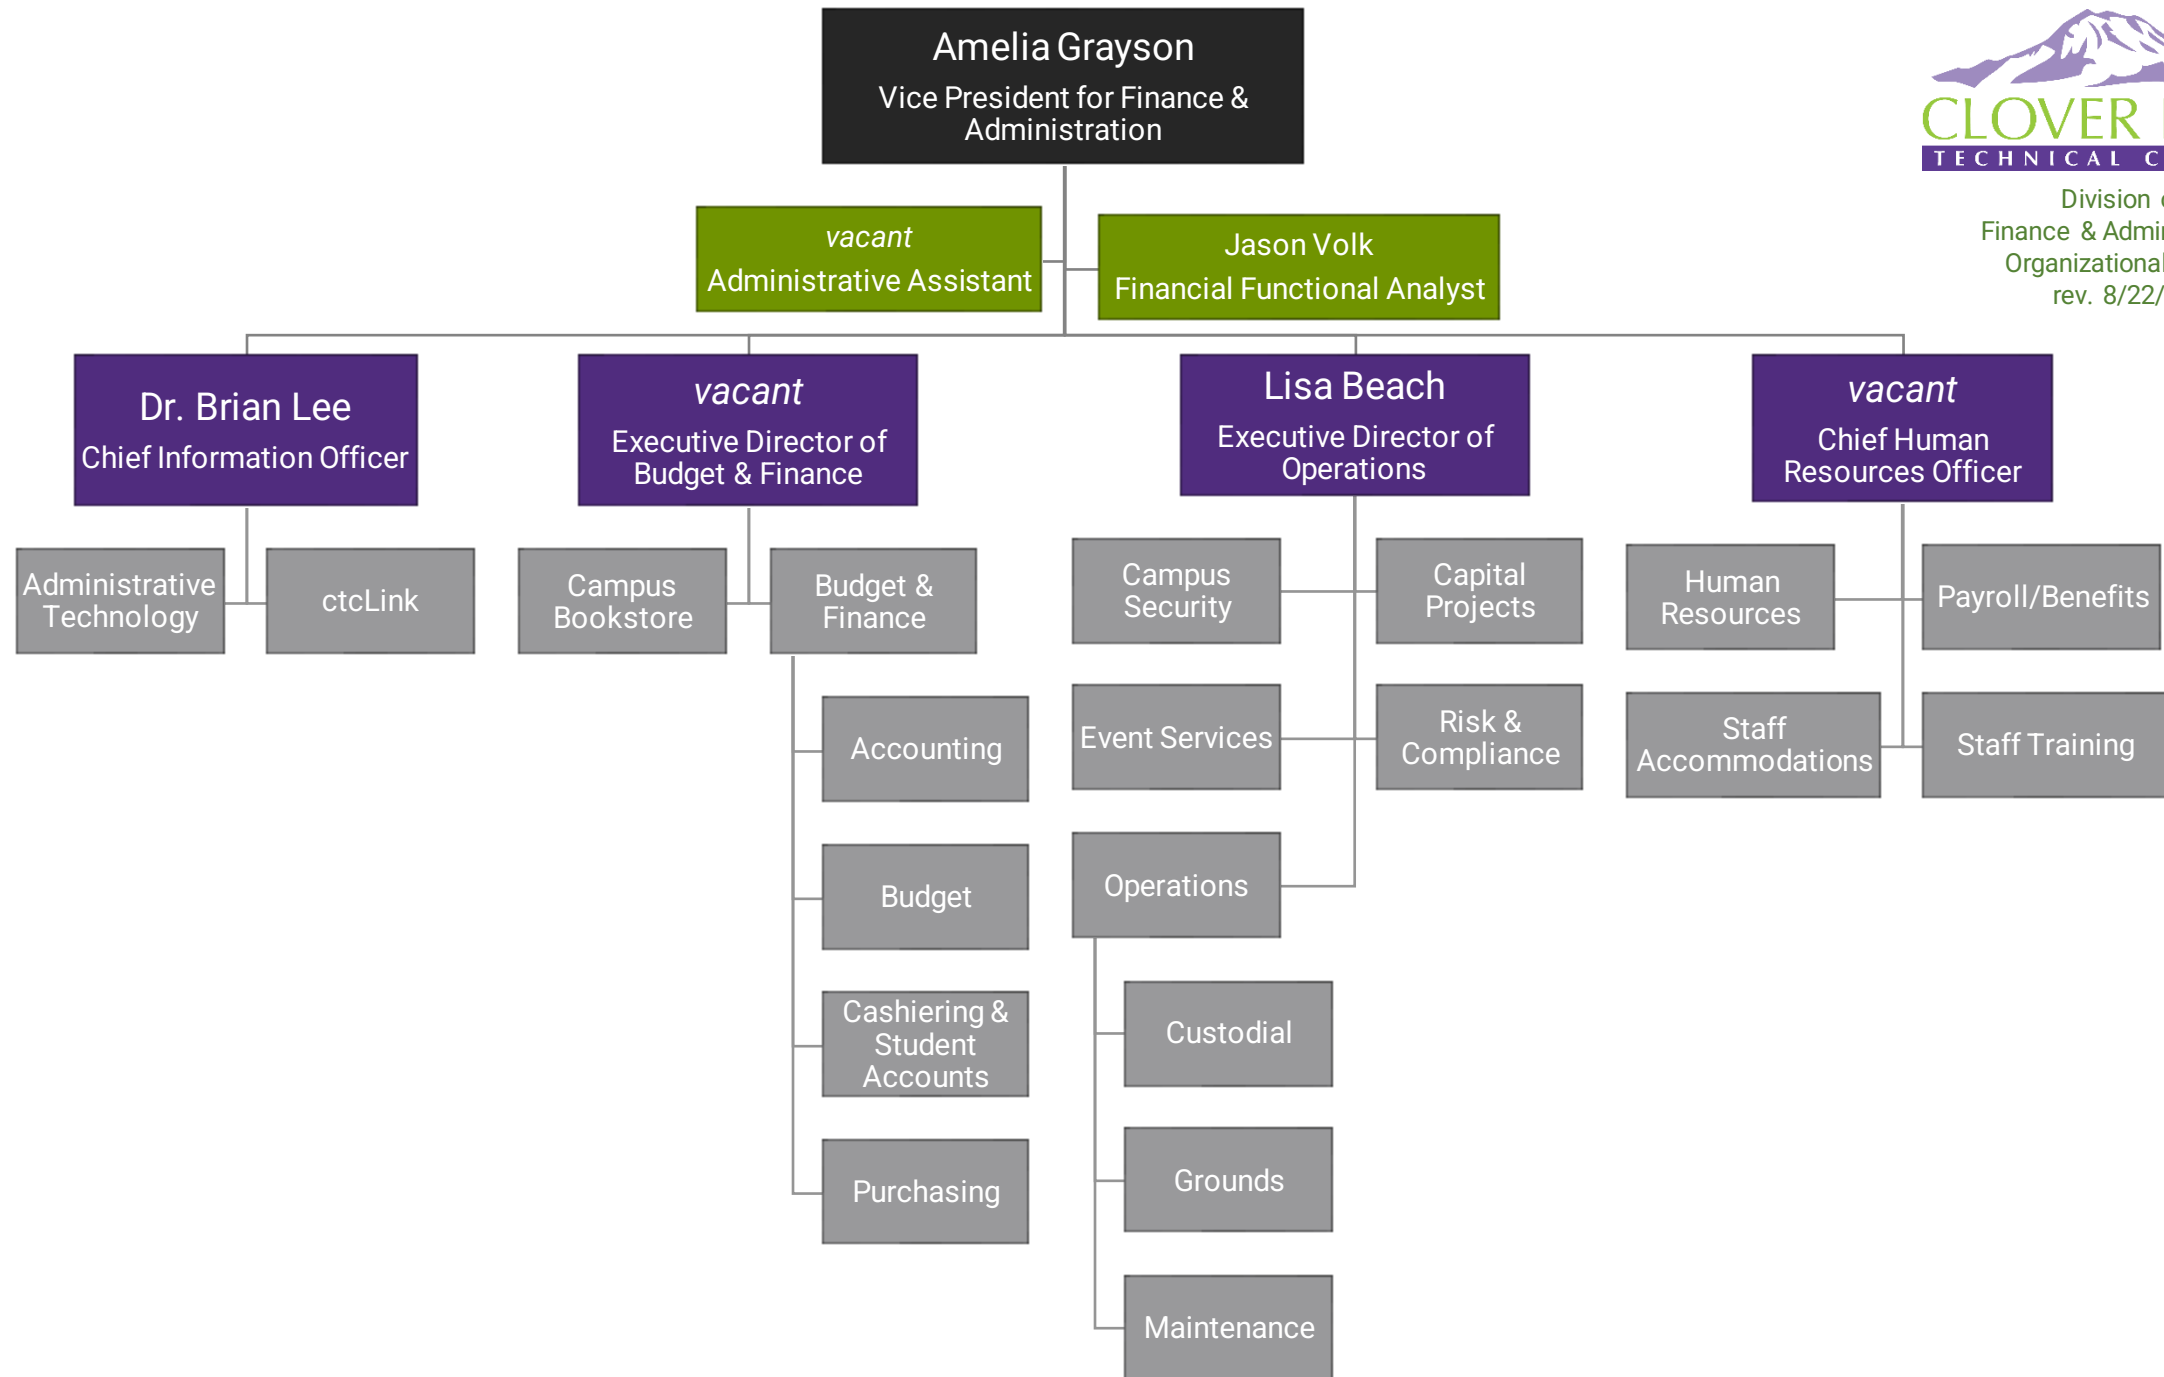 Amelia Grayson
Vice President for Finance &
Administration
CLOVER
TECHNICAL C
Division
Finance & Admi
Organizational
rev. 8/22/
vacant
Administrative Assistant
Jason Volk
Financial Functional Analyst
Dr. Brian Lee
Chief Information Officer
vacant
Executive Director of
Budget & Finance
Lisa Beach
Executive Director of
Operations
vacant
Chief Human
Resources Officer
Administrative
Technology
ctcLink
Campus
Bookstore
Budget &
Finance
Campus
Security
Capital
Projects
Human
Resources
Payroll/Benefits
Accounting
Event Services
Risk &
Compliance
Staff
Accommodations
Staff Training
Budget
Operations
Cashiering &
Student
Accounts
Custodial
Purchasing
Grounds
Maintenance